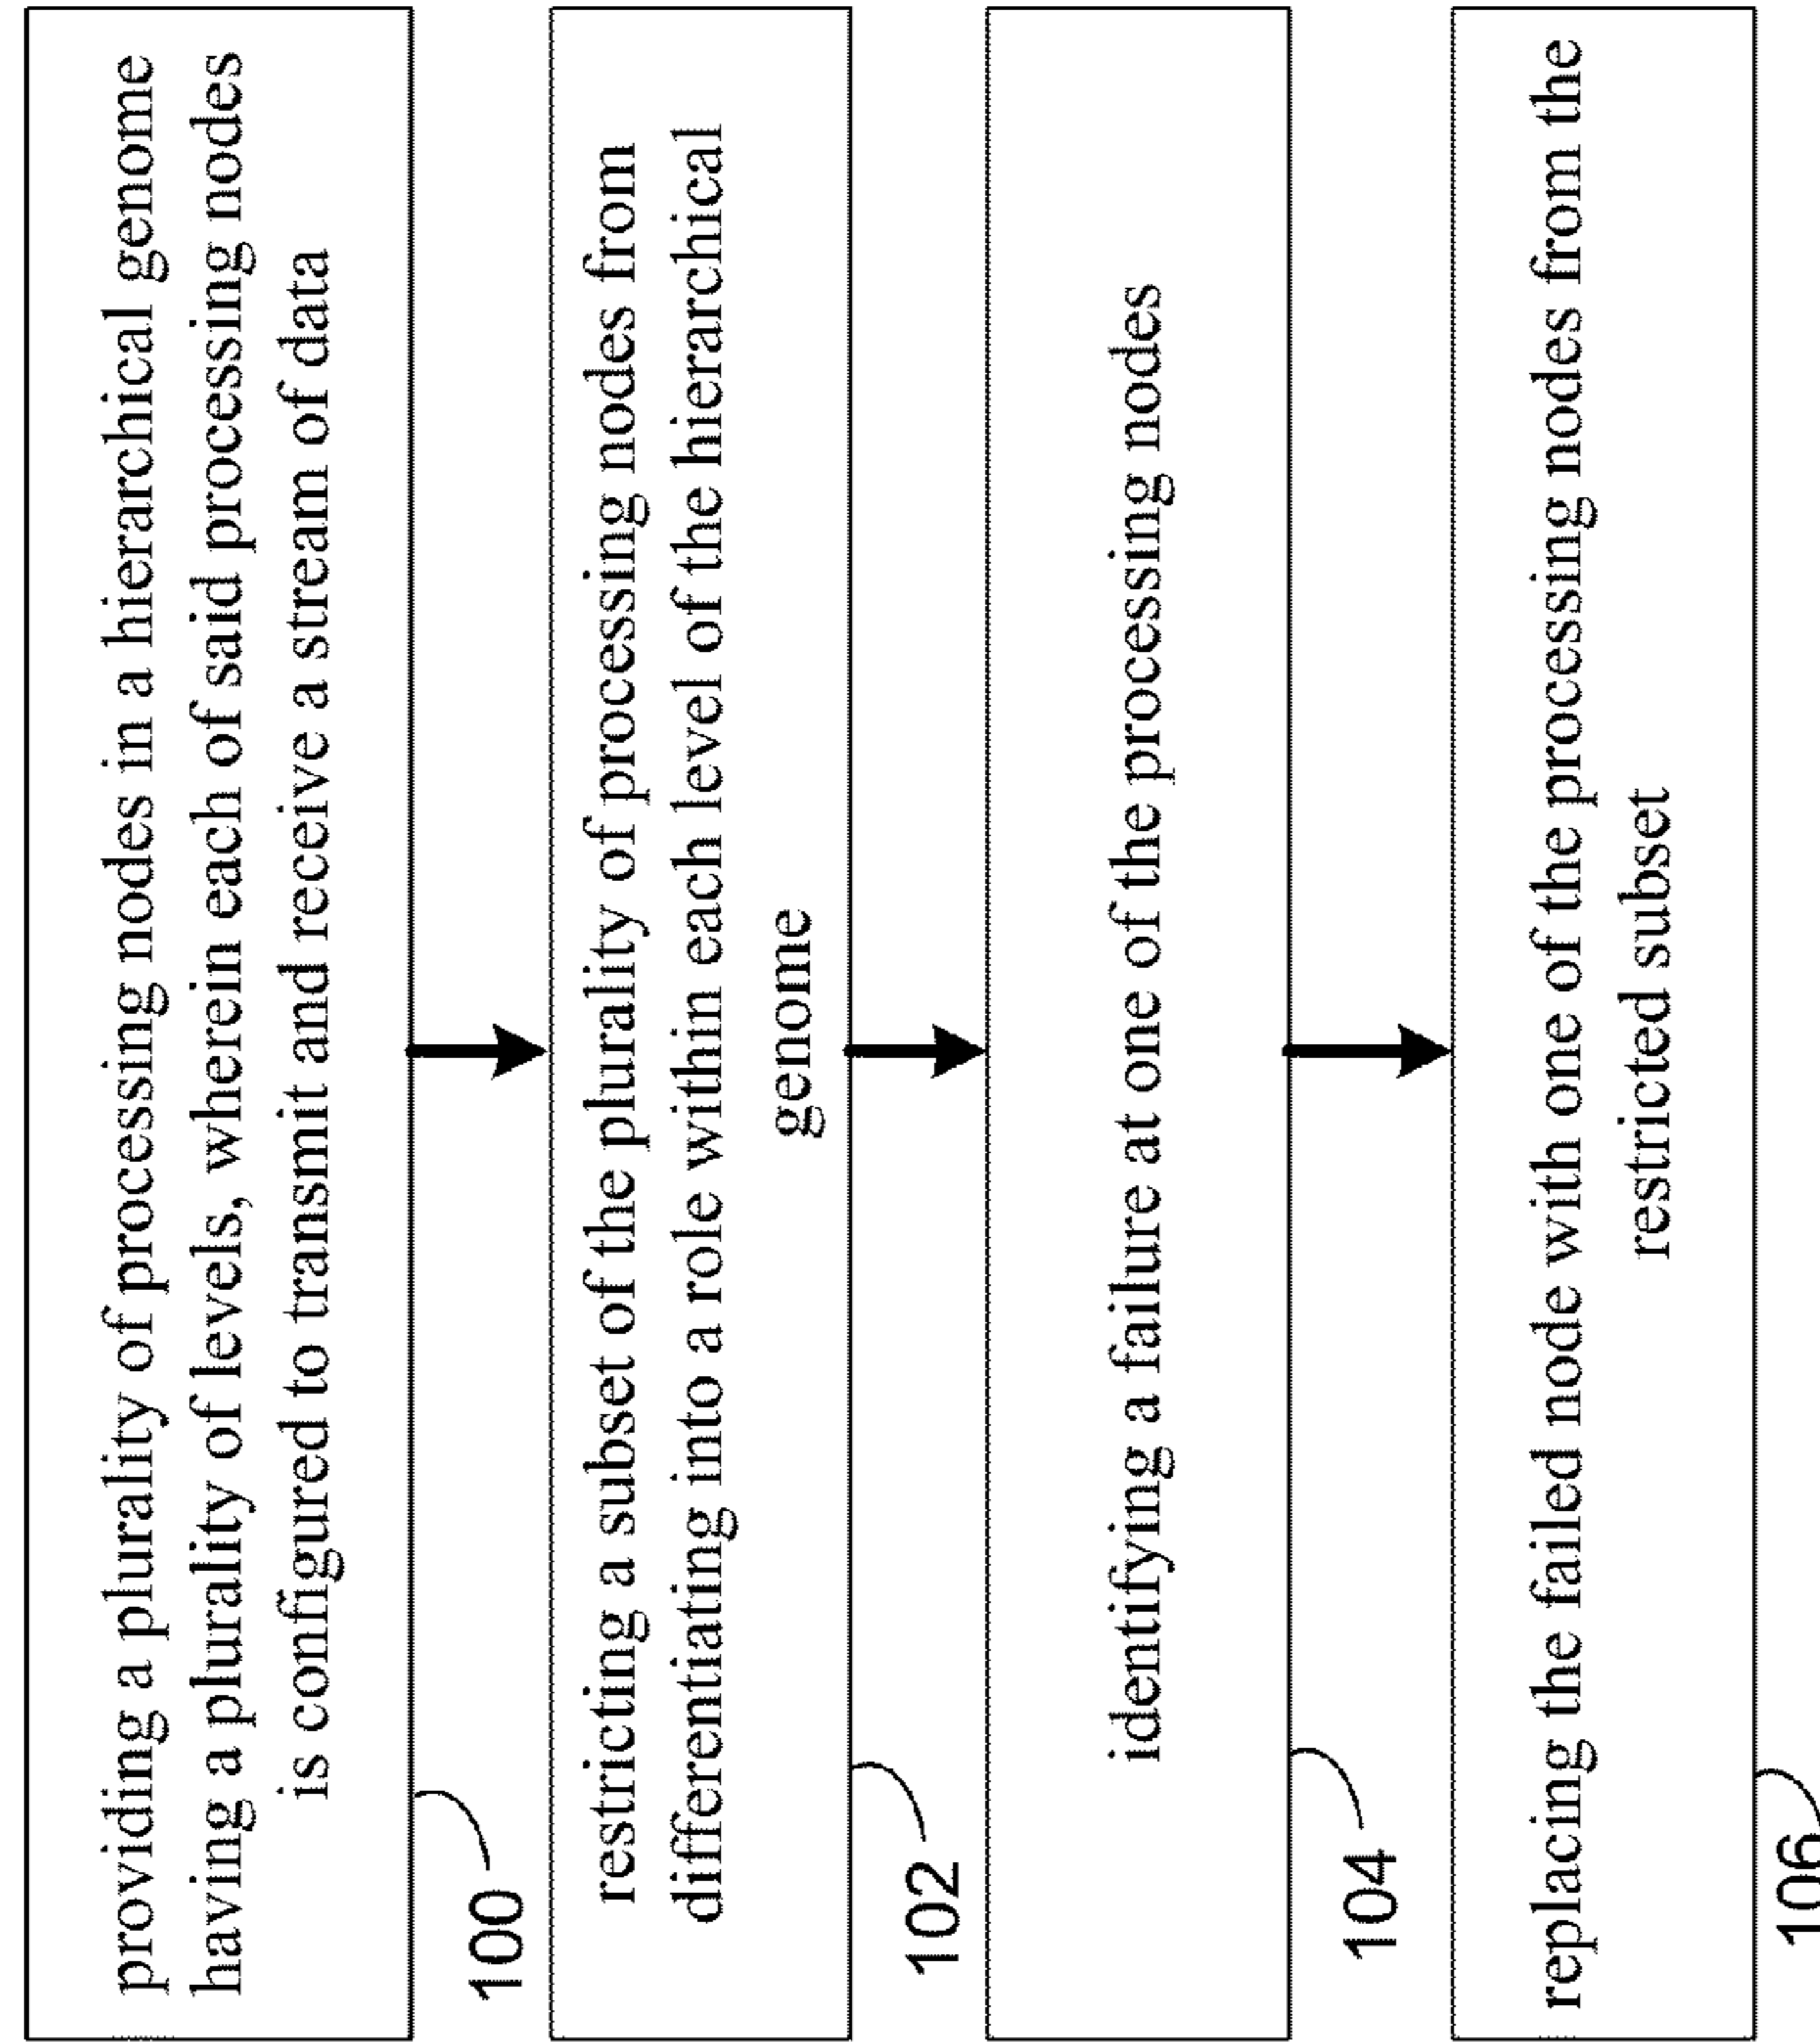 providing a plurality of processing nodes in a hierarchical genome
having a plurality of levels, wherein each of said processing nodes
is configured to transmit and receive a stream of data
100
restricting a subset of the plurality of processing nodes from
differentiating into a role within each level of the hierarchical
genome
102
identifying a failure at one of the processing nodes
104
replacing the failed node with one of the processing nodes from the
restricted subset
106